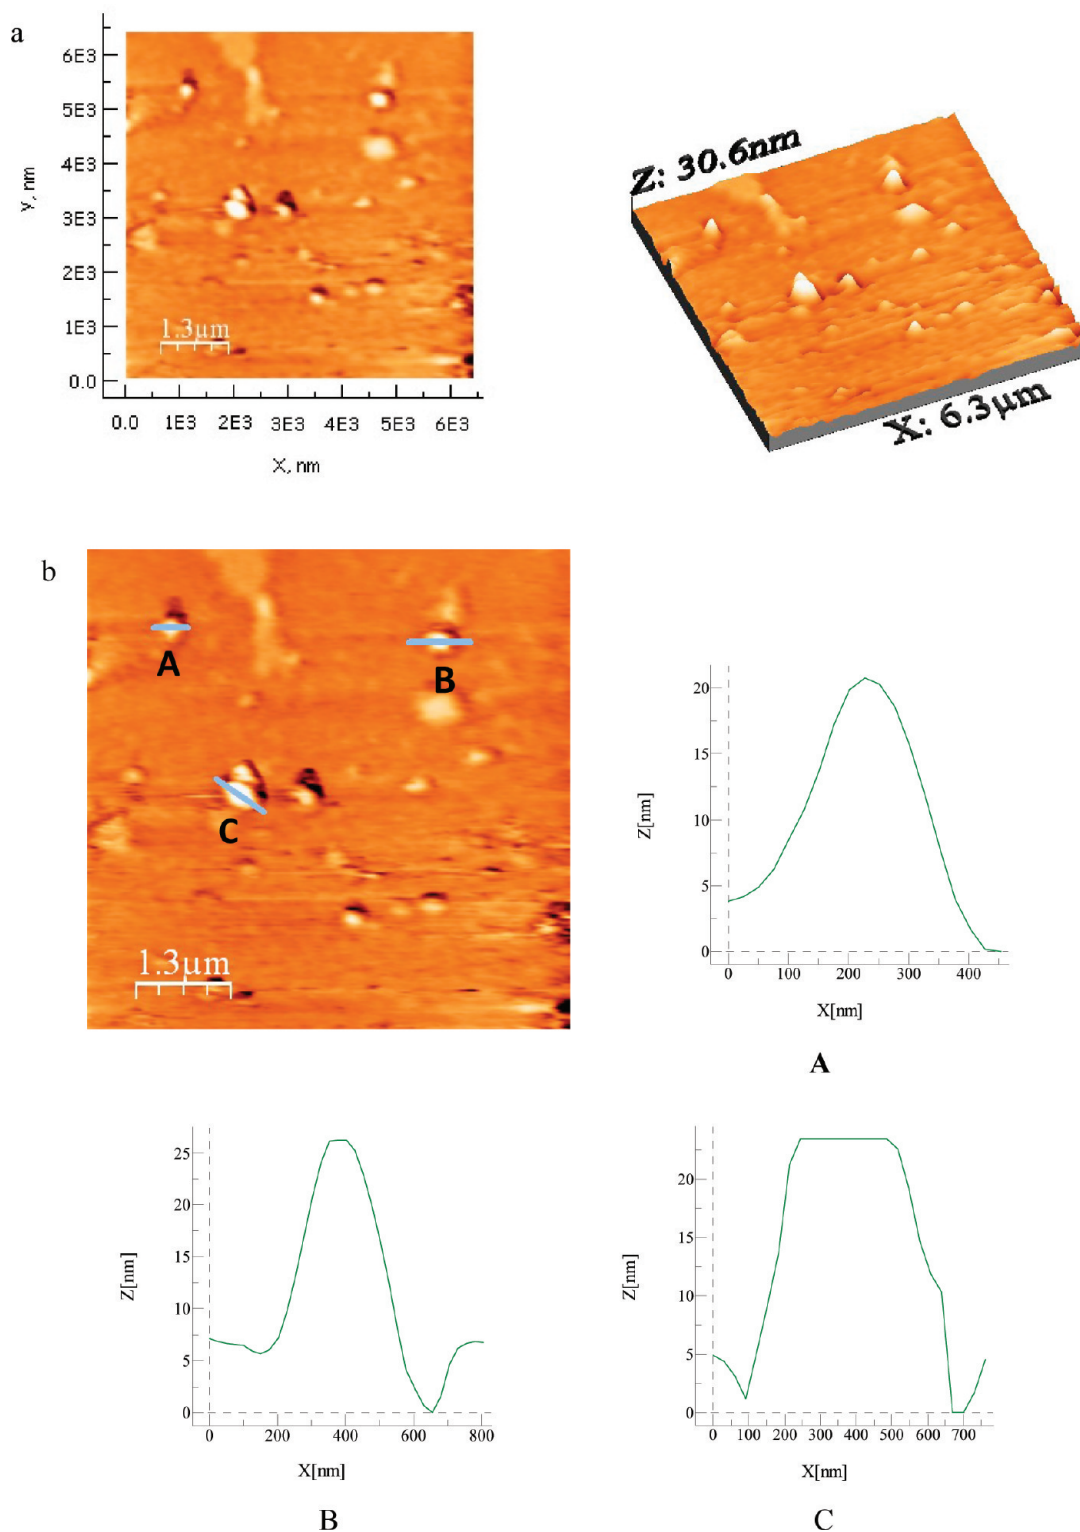 a
6E3
5E3
4E3
3E3
2E3
1E3
0.0
y, nm
1.3µm
0.0 1E3 2E3 3E3 4E3 5E3 6E3
X, nm
Z: 30.6nm
X: 6.3µm
b
A
B
C
1.3µm
20
15
10
5
0
Z[nm]
0 100 200 300 400
X[nm]
A
25
20
15
10
5
0
Z[nm]
0 200 400 600 800
X[nm]
B
20
15
10
5
0
Z[nm]
0 100 200 300 400 500 600 700
X[nm]
C